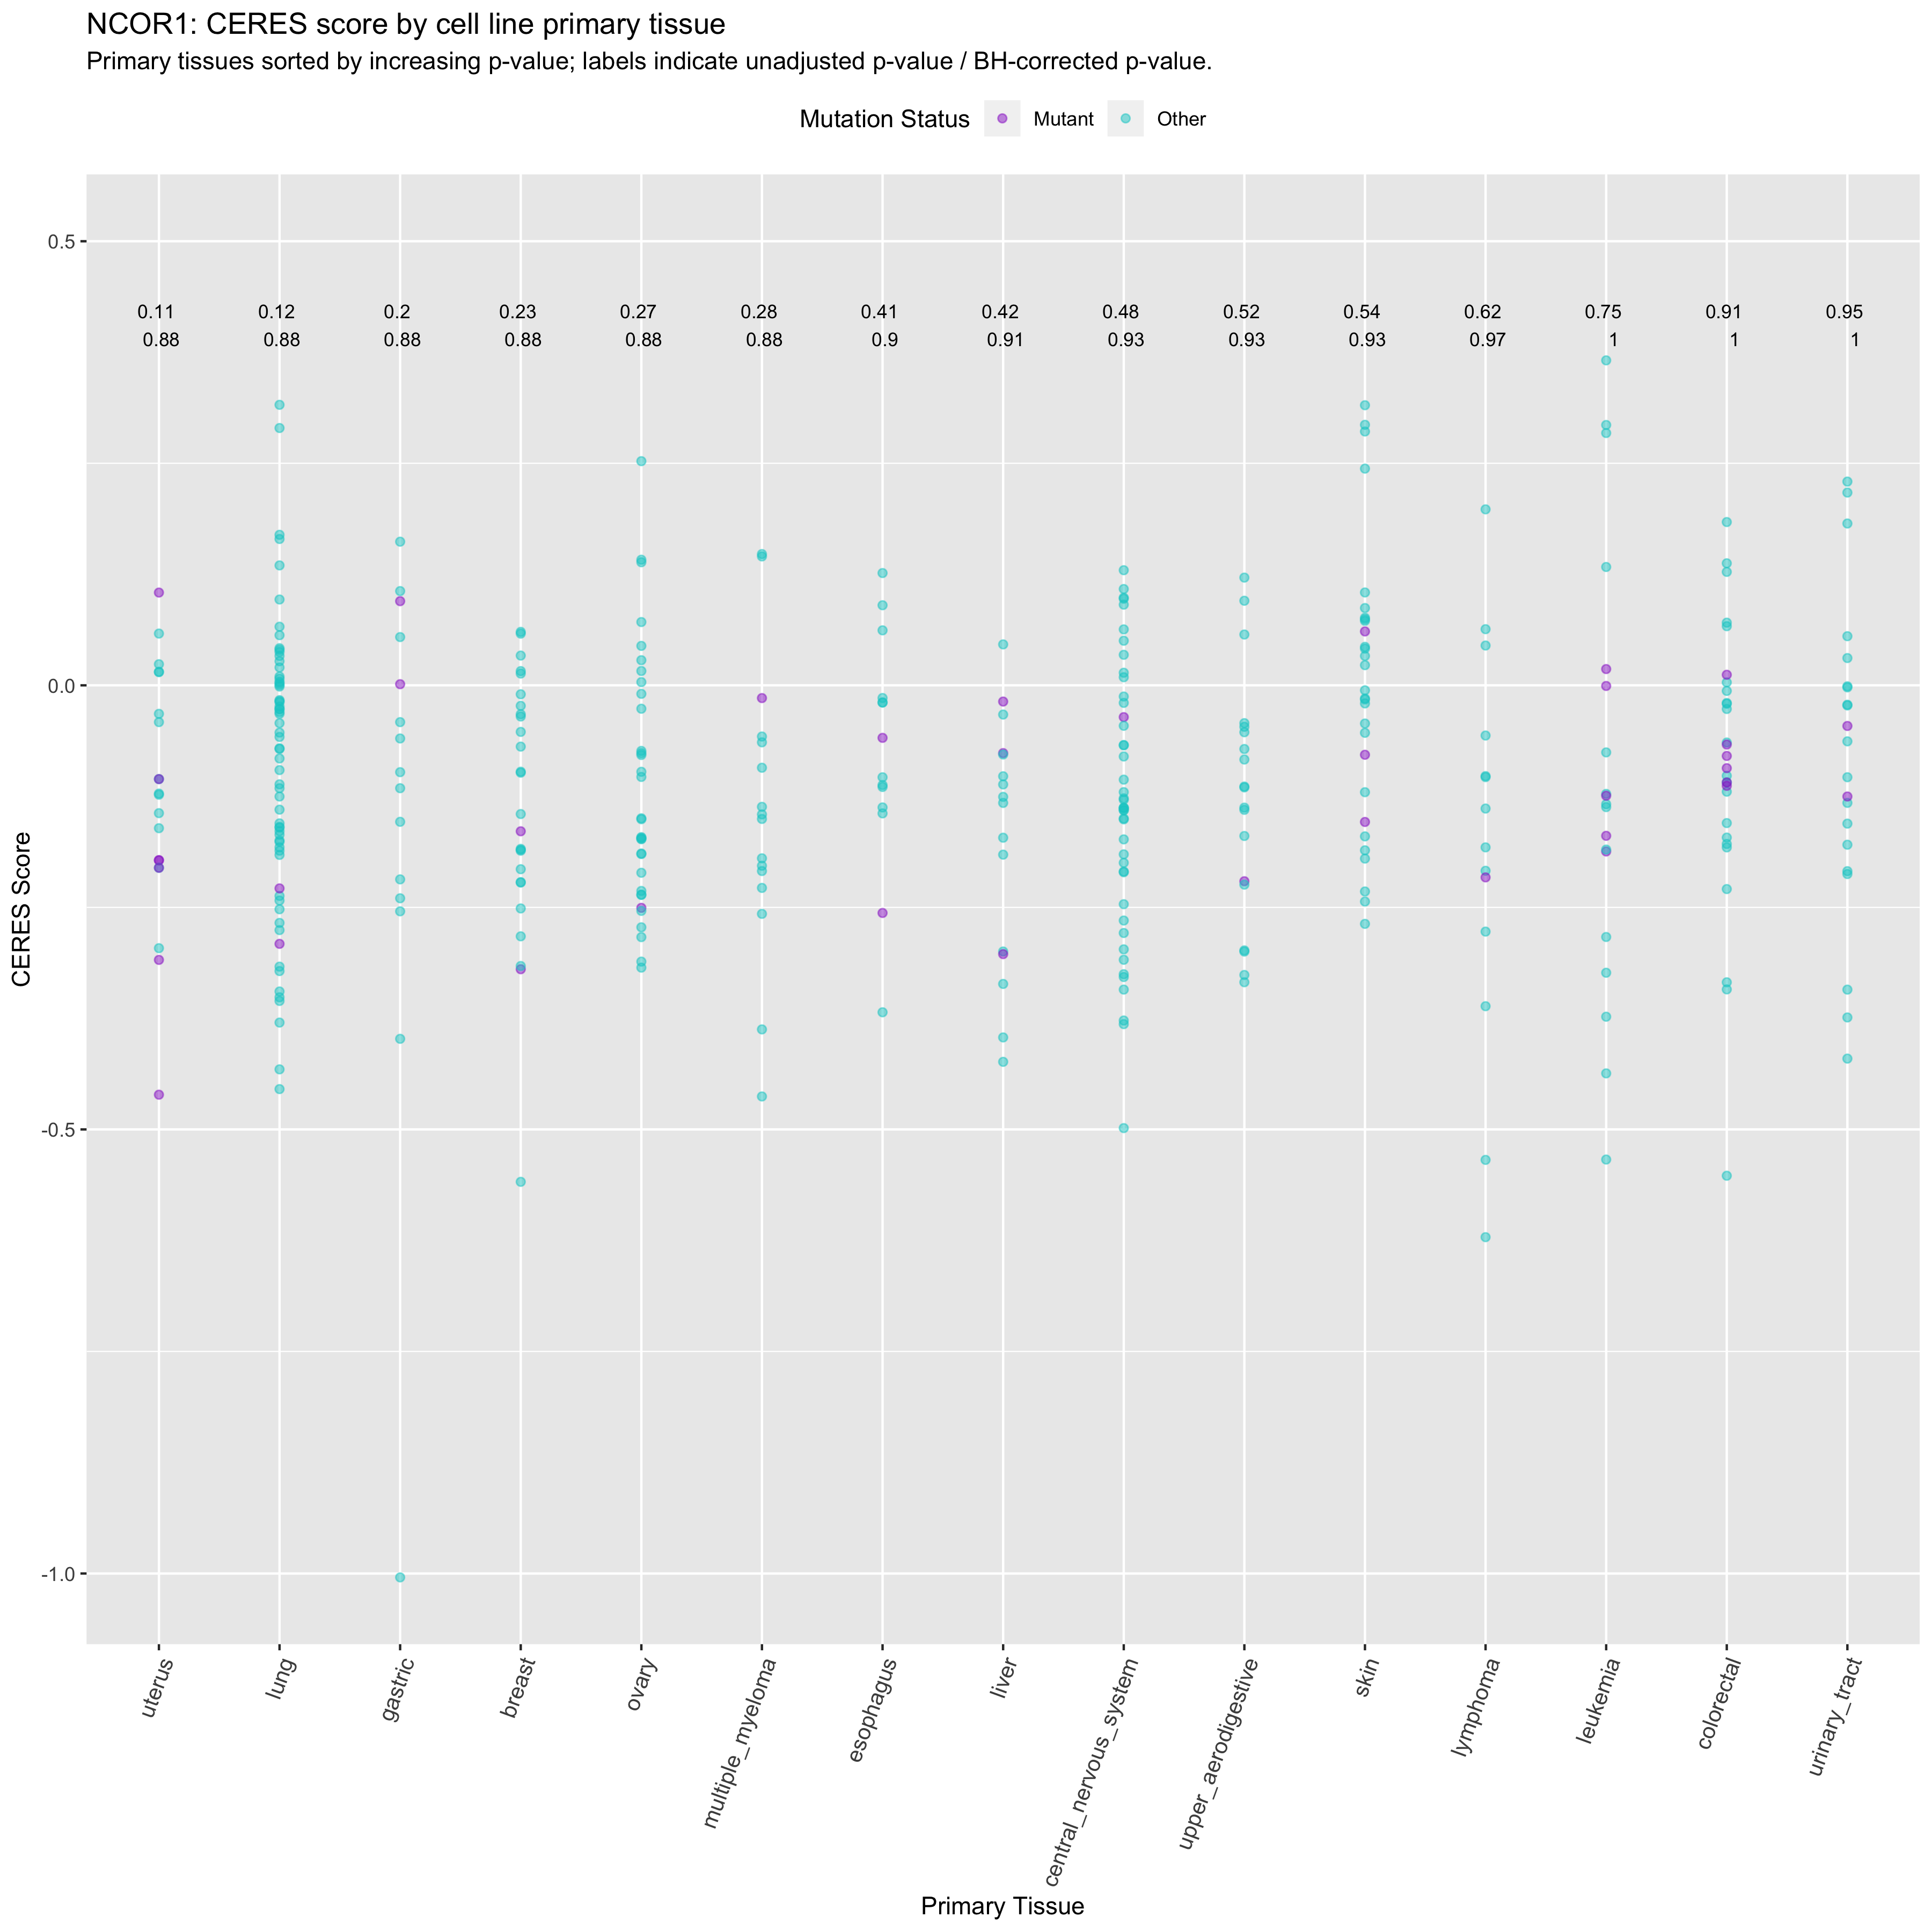 NCOR1: CERES score by cell line primary tissue
Primary tissues sorted by increasing p-value; labels indicate unadjusted p-value / BH-corrected p-value.
Mutation Status Mutant Other
0.5
0.11 0.12 0.2 0.23 0.27 0.28 0.41 0.42 0.48 0.52 0.54 0.62 0.75 0.91 0.95
0.88 0.88 0.88 0.88 0.88 0.88 0.9 0.91 0.93 0.93 0.93 0.97 1 1 1
0.0
CERES Score
-0.5
-1.0
uterus lung gastric breast ovary multiple_myeloma esophagus liver central_nervous_system upper_aerodigestive skin lymphoma leukemia colorectal urinary_tract
Primary Tissue